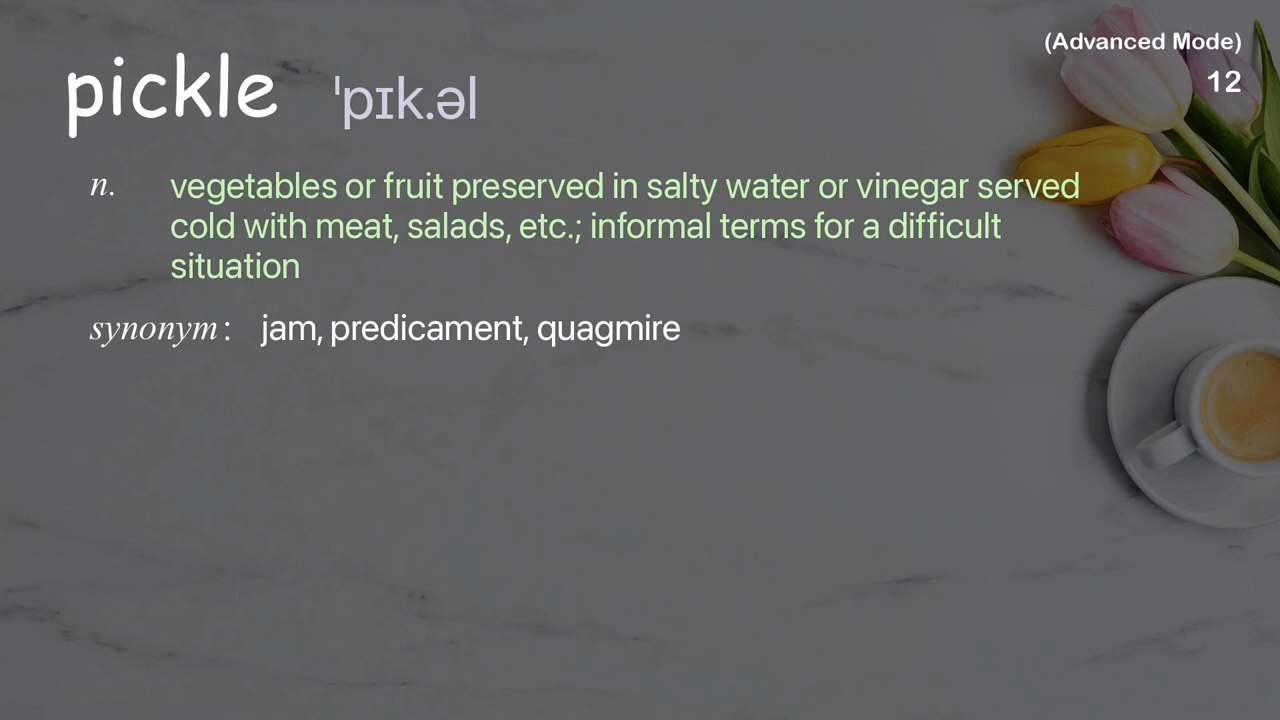 (Advanced Mode)
pickle ˈpɪk.əl
12
n. vegetables or fruit preserved in salty water or vinegar served
cold with meat, salads, etc.; informal terms for a difficult
situation
synonym: jam, predicament, quagmire